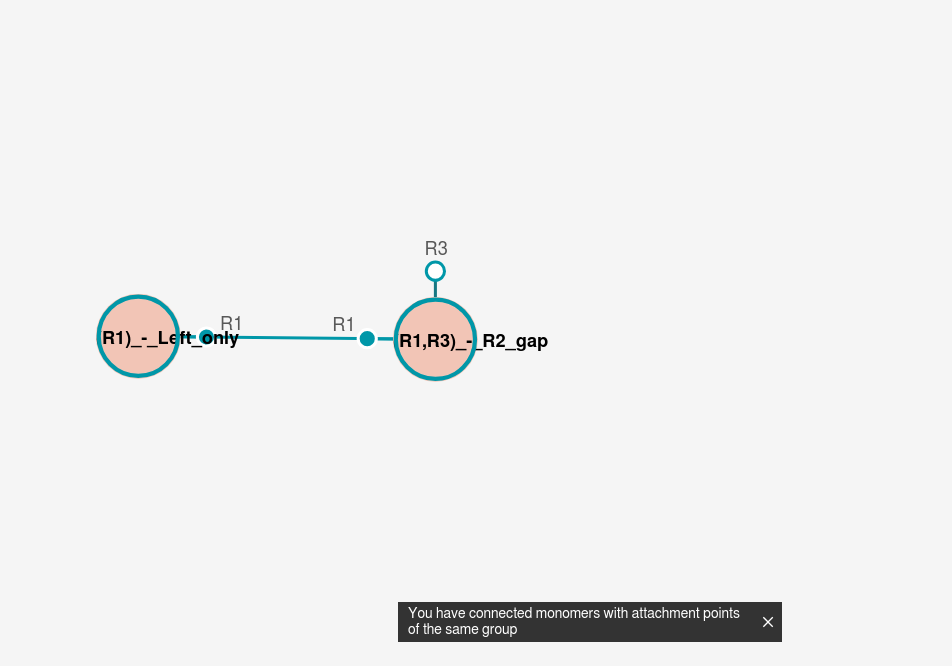 R3
R1
R1
R1)_-_Left_only
R1,R3)_-_R2_gap
You have connected monomers with attachment points
of the same group